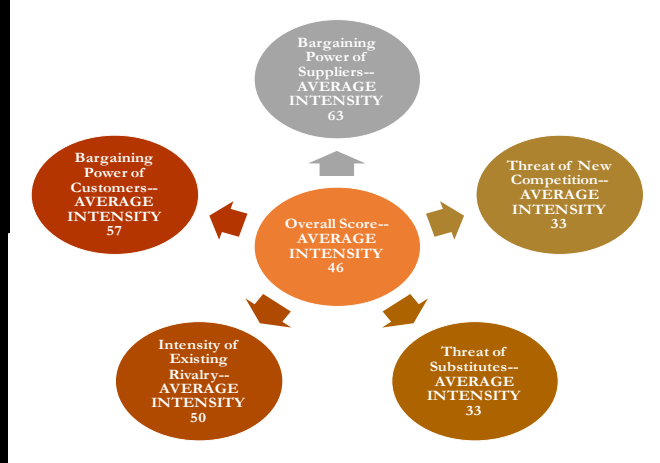 Bargaining
Power of
Suppliers--
AVERAGE
INTENSITY
63
Bargaining
Power of
Customers--
AVERAGE
INTENSITY
57
Threat of New
Competition--
AVERAGE
INTENSITY
33
Overall Score--
AVERAGE
INTENSITY
46
Intensity of
Existing
Rivalry--
AVERAGE
INTENSITY
50
Threat of
Substitutes--
AVERAGE
INTENSITY
33